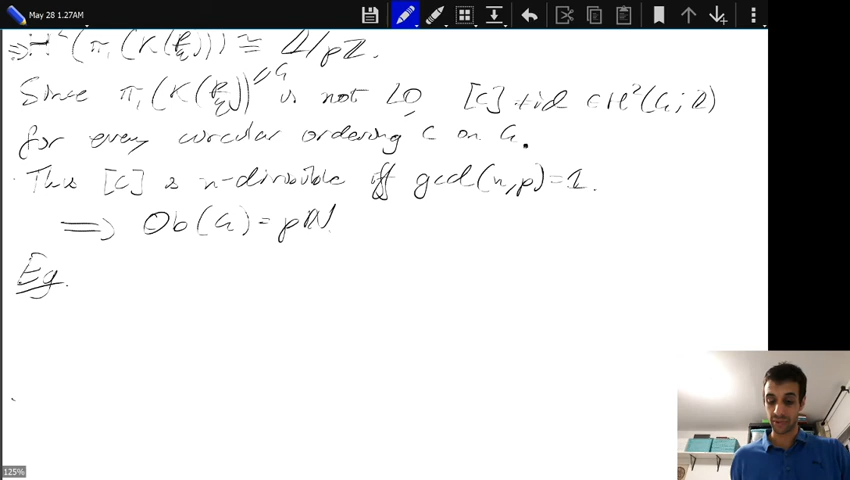 May 28 1.27AM
⇒ H²(π₁(K(p/q))) ≅ ℤ/pℤ.
Since π₁(K(p/q)) = G is not LO, [c] ≠ id ∈ H²(G; ℤ)
for every circular ordering c on G.
Thus [c] is n-divisible iff gcd(n,p)=1.
⇒ Ob(G) = pℕ.
Eg.
125%